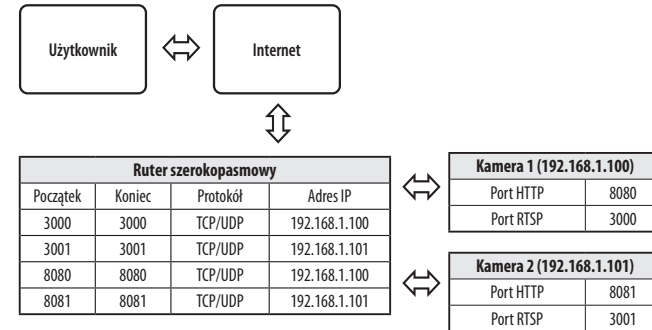 Użytkownik
Internet
Ruter szerokopasmowy
Początek Koniec Protokół Adres IP
3000 3000 TCP/UDP 192.168.1.100
3001 3001 TCP/UDP 192.168.1.101
8080 8080 TCP/UDP 192.168.1.100
8081 8081 TCP/UDP 192.168.1.101
Kamera 1 (192.168.1.100)
Port HTTP 8080
Port RTSP 3000
Kamera 2 (192.168.1.101)
Port HTTP 8081
Port RTSP 3001